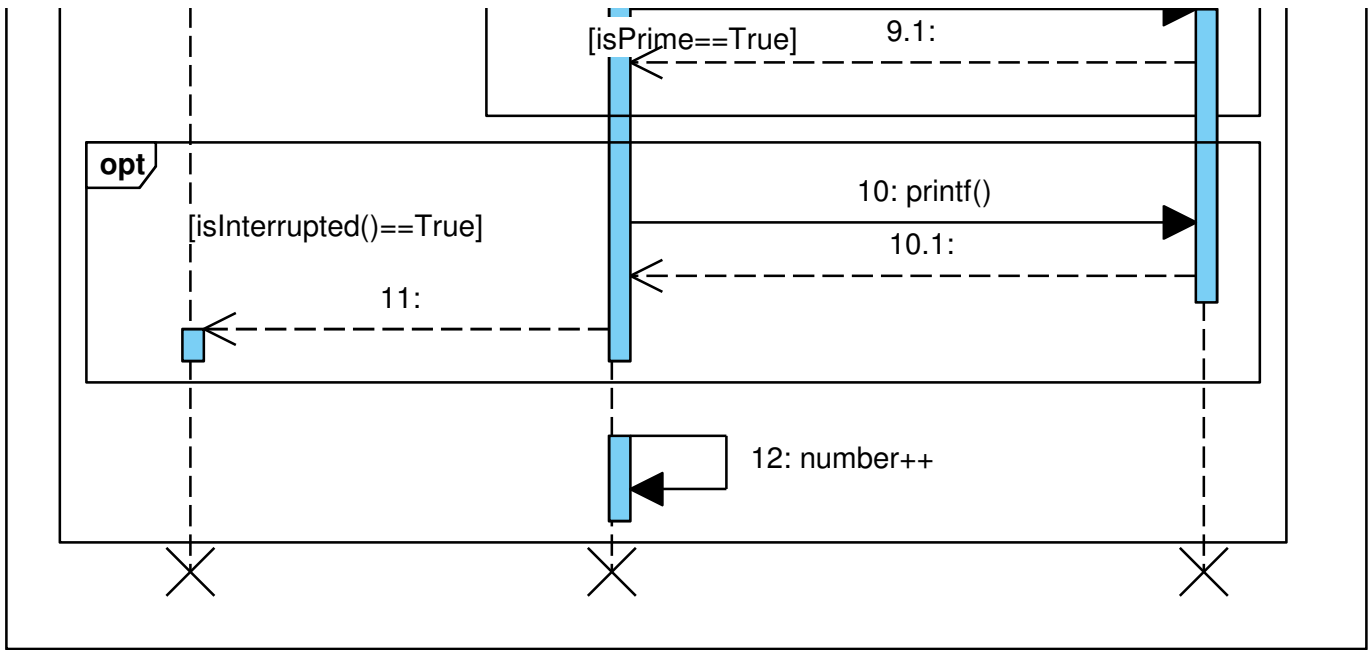 [isPrime==True]
9.1:
opt
10: printf()
[isInterrupted()==True]
10.1:
11:
12: number++